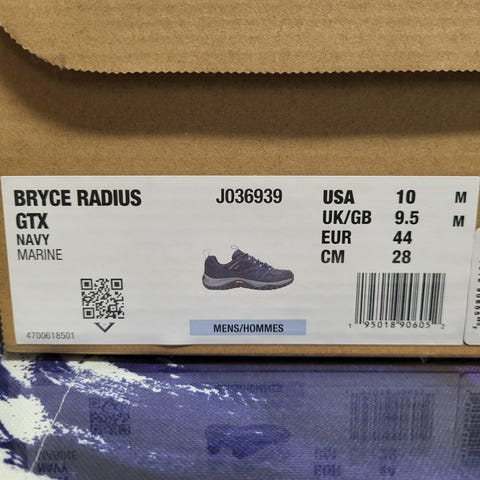 BRYCE RADIUS
GTX
NAVY
MARINE
4700618501
J036939
MENS/HOMMES
USA 10 M
UK/GB 9.5 M
EUR 44
CM 28
1 95018 90605 2